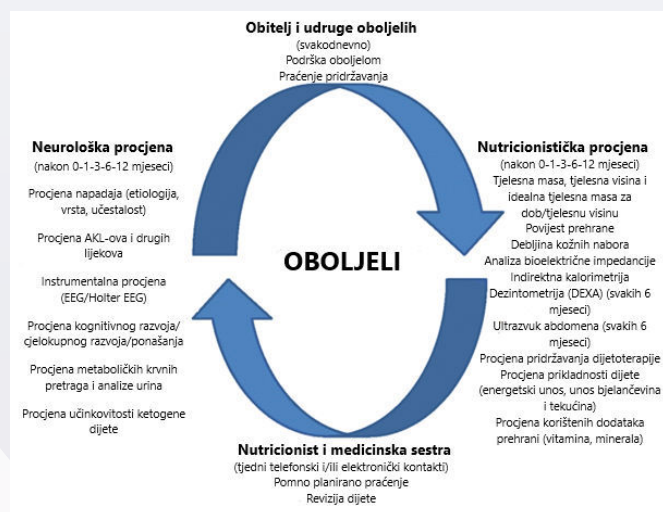 Obitelj i udruge oboljelih
(svakodnevno)
Podrška oboljelom
Praćenje pridržavanja
Neurološka procjena
(nakon 0-1-3-6-12 mjeseci)
Procjena napadaja (etiologija,
vrsta, učestalost)
Procjena AKL-ova i drugih
lijekova
Instrumentalna procjena
(EEG/Holter EEG)
Procjena kognitivnog razvoja/
cjelokupnog razvoja/ponašanja
Procjena metaboličkih krvnih
pretraga i analize urina
Procjena učinkovitosti ketogene
dijete
OBOLJELI
Nutricionistička procjena
(nakon 0-1-3-6-12 mjeseci)
Tjelesna masa, tjelesna visina i
idealna tjelesna masa za
dob/tjelesnu visinu
Povijest prehrane
Debljina kožnih nabora
Analiza bioelektrične impedancije
Indirektna kalorimetrija
Dezintometrija (DEXA) (svakih 6
mjeseci)
Ultrazvuk abdomena (svakih 6
mjeseci)
Procjena pridržavanja dijetoterapije
Procjena prikladnosti dijete
(energetski unos, unos bjelančevina
i tekućina)
Procjena korištenih dodataka
prehrani (vitamina, minerala)
Nutricionist i medicinska sestra
(tjedni telefonski i/ili elektronički kontakti)
Pomno planirano praćenje
Revizija dijete